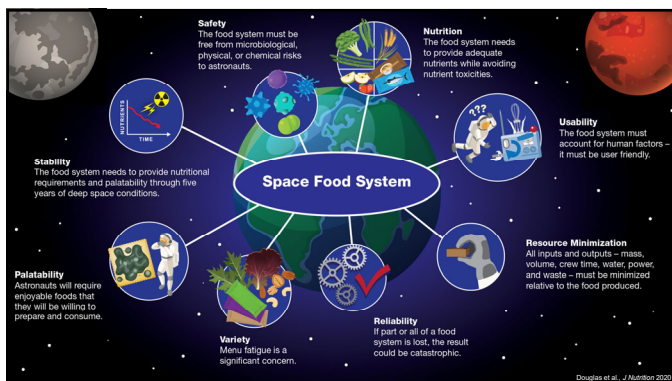 Safety
The food system must be
free from microbiological,
physical, or chemical risks
to astronauts.
Nutrition
The food system needs
to provide adequate
nutrients while avoiding
nutrient toxicities.
NUTRIENTS
TIME
???
Usability
The food system must
account for human factors –
it must be user friendly.
Stability
The food system needs to provide nutritional
requirements and palatability through five
years of deep space conditions.
Space Food System
Palatability
Astronauts will require
enjoyable foods that
they will be willing to
prepare and consume.
Variety
Menu fatigue is a
significant concern.
Reliability
If part or all of a food
system is lost, the result
could be catastrophic.
Resource Minimization
All inputs and outputs – mass,
volume, crew time, water, power,
and waste – must be minimized
relative to the food produced.
Douglas et al., J Nutrition 2020